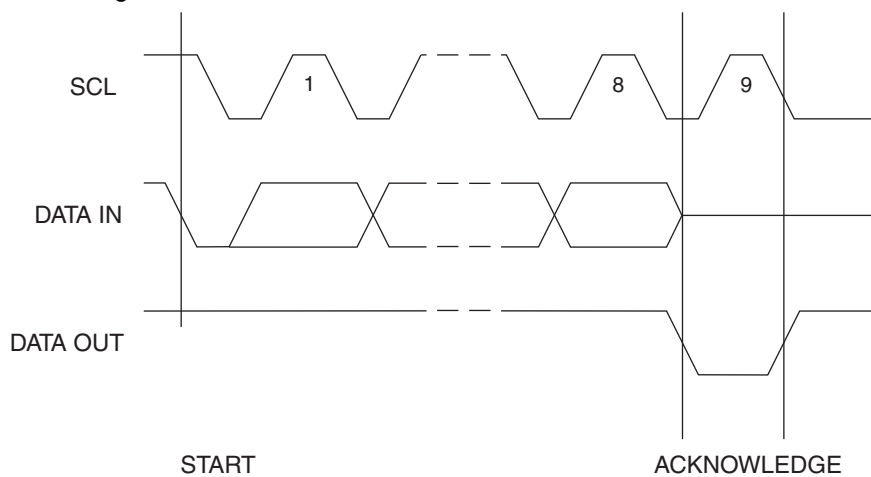 SCL
1
8
9
DATA IN
DATA OUT
START
ACKNOWLEDGE